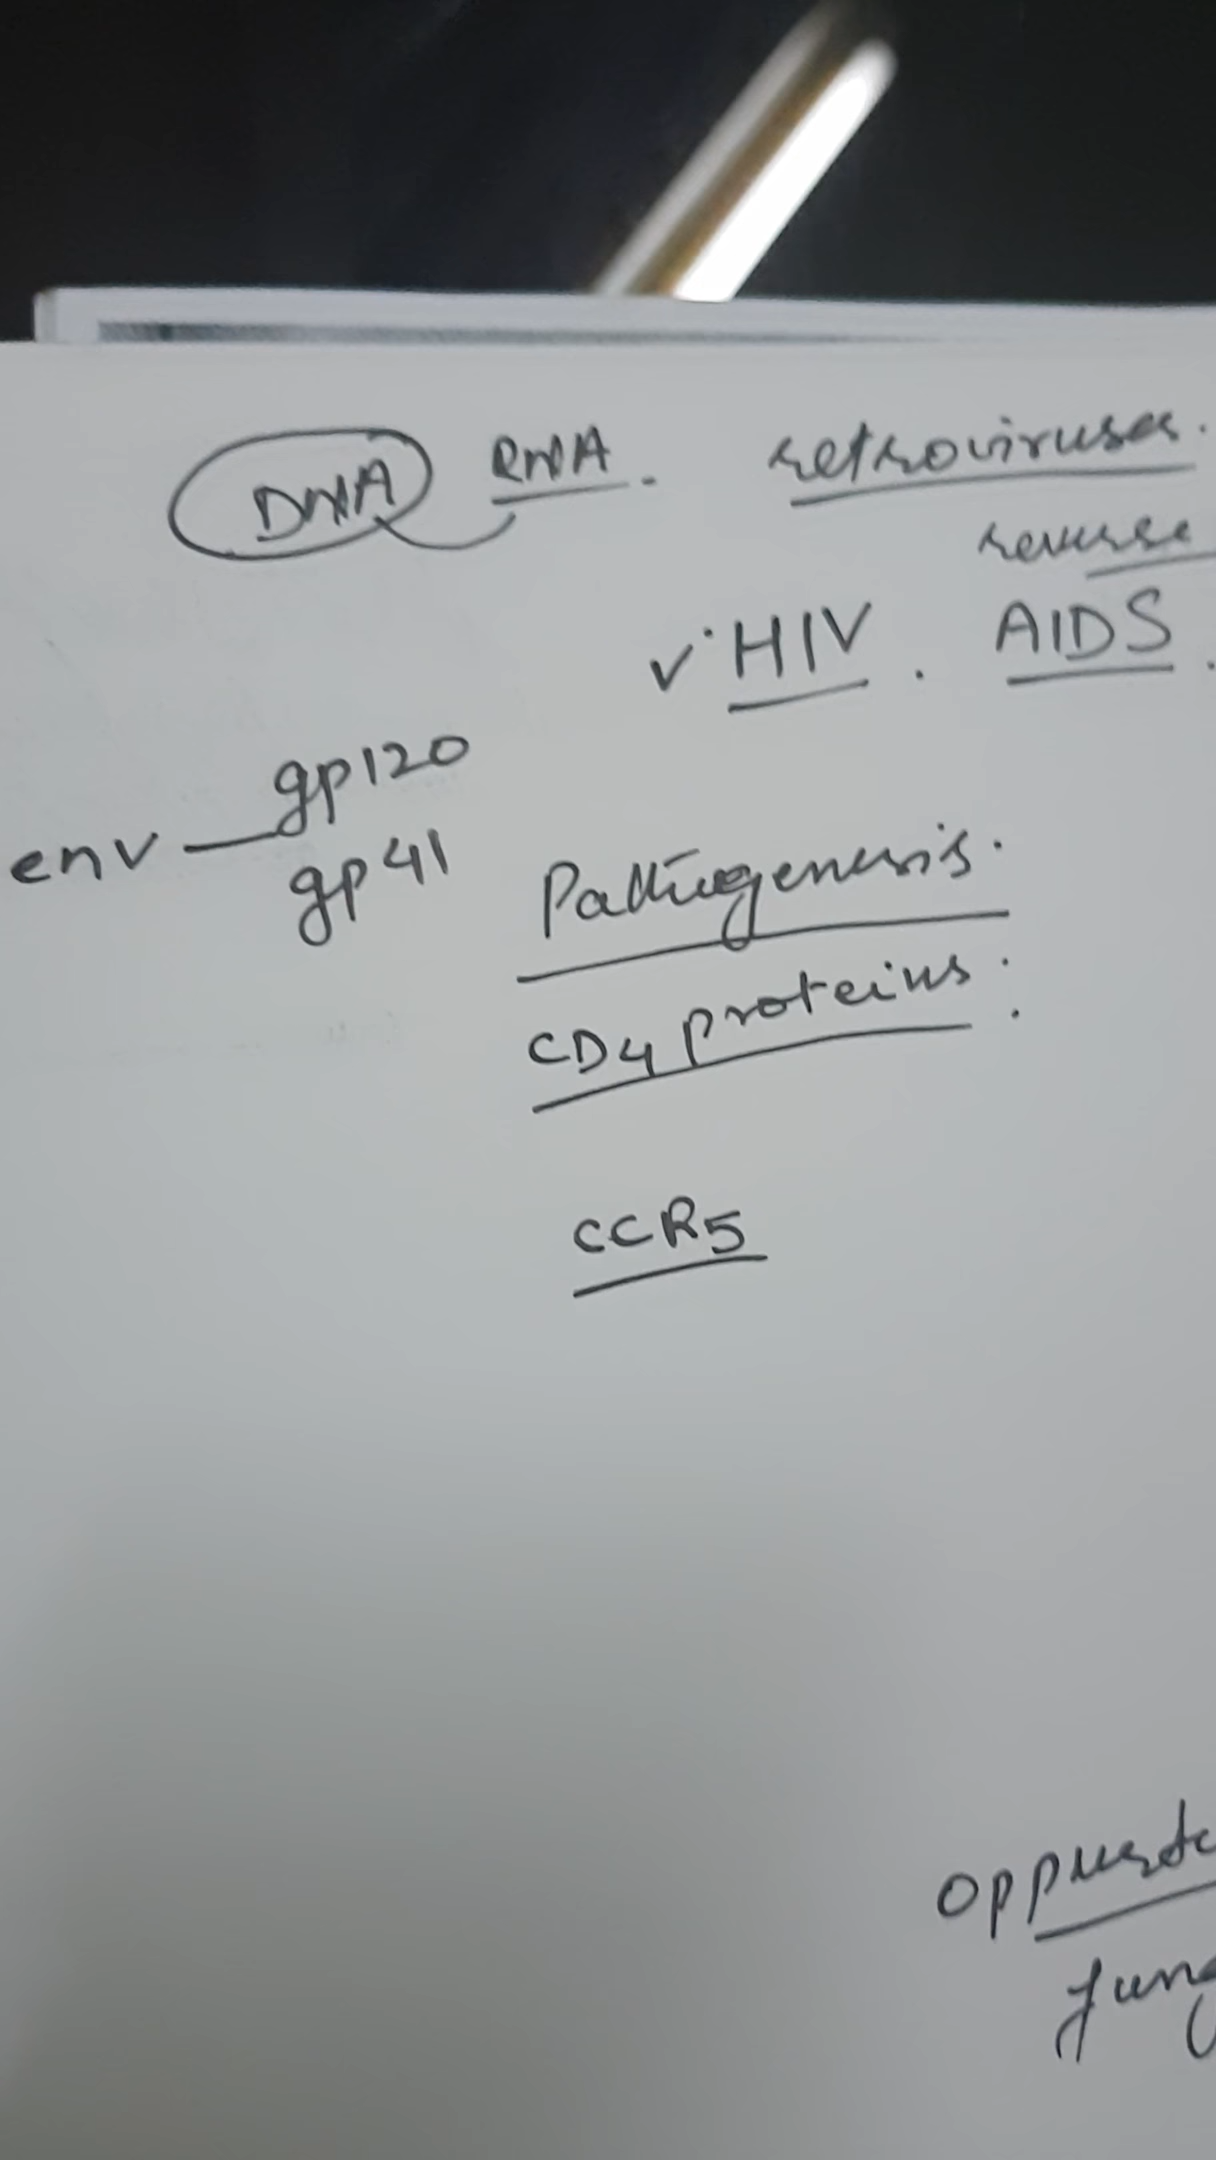 DNA RNA. retroviruses.
reverse
✓ HIV. AIDS.
gp120
env
gp41
Pathogenesis.
CD4 proteins.
CCR5